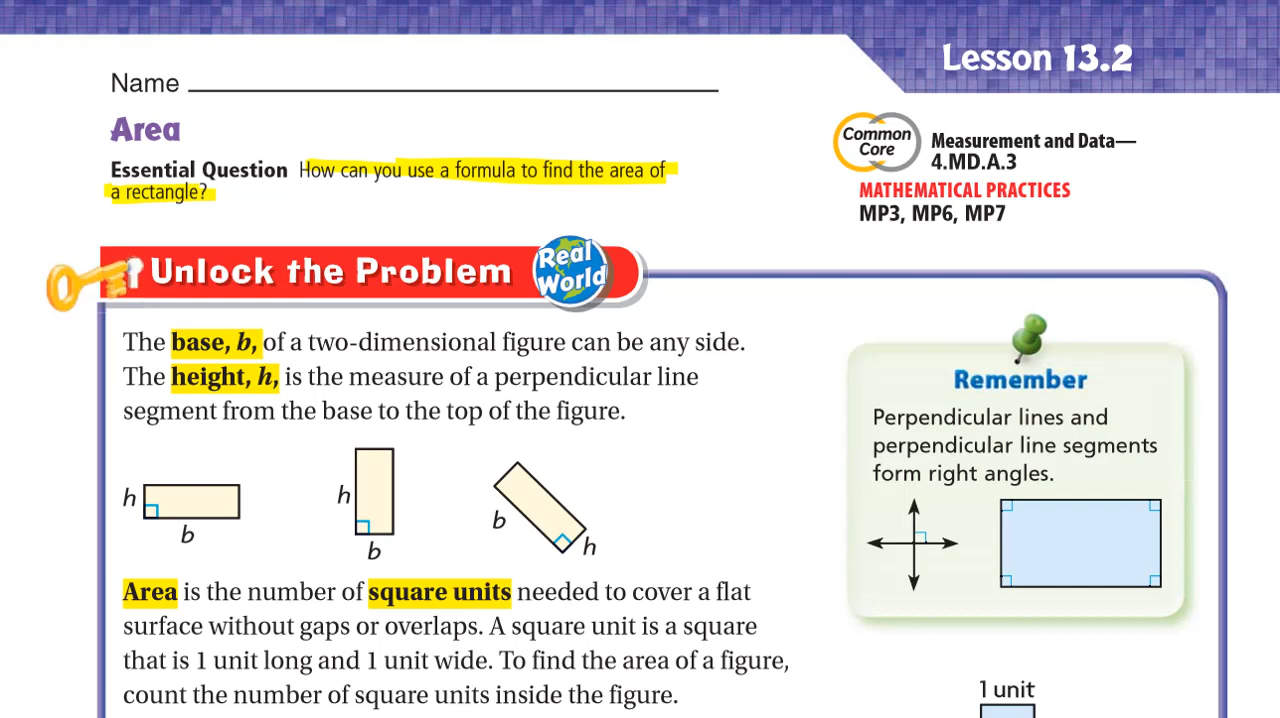 Lesson 13.2
Name
Area
Essential Question How can you use a formula to find the area of
a rectangle?
Common
Core
Measurement and Data—
4.MD.A.3
MATHEMATICAL PRACTICES
MP3, MP6, MP7
Unlock the Problem
Real
World
The base, b, of a two-dimensional figure can be any side.
The height, h, is the measure of a perpendicular line
segment from the base to the top of the figure.
h
b
h
b
b
h
Area is the number of square units needed to cover a flat
surface without gaps or overlaps. A square unit is a square
that is 1 unit long and 1 unit wide. To find the area of a figure,
count the number of square units inside the figure.
Remember
Perpendicular lines and
perpendicular line segments
form right angles.
1 unit